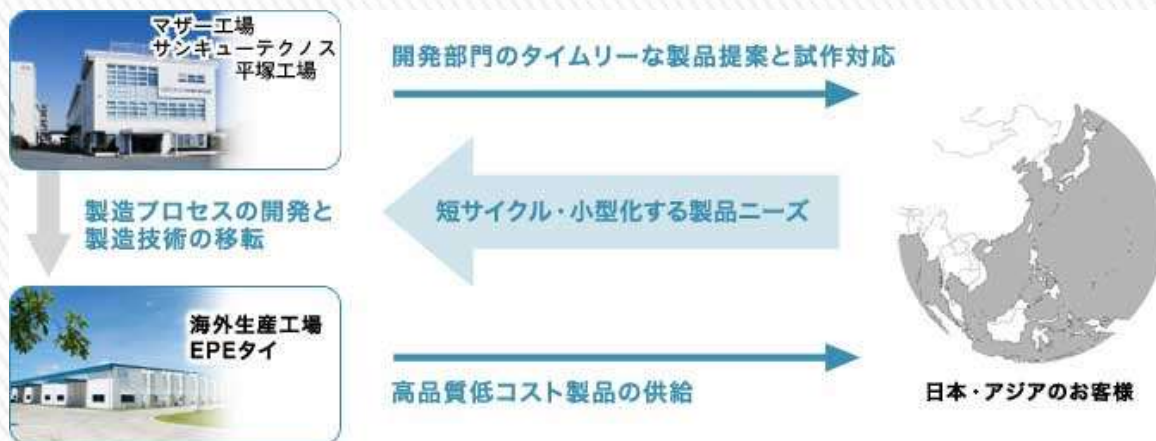 マザー工場
サンキューテクノス
平塚工場
開発部門のタイムリーな製品提案と試作対応
製造プロセスの開発と
製造技術の移転
短サイクル・小型化する製品ニーズ
海外生産工場
EPEタイ
高品質低コスト製品の供給
日本・アジアのお客様